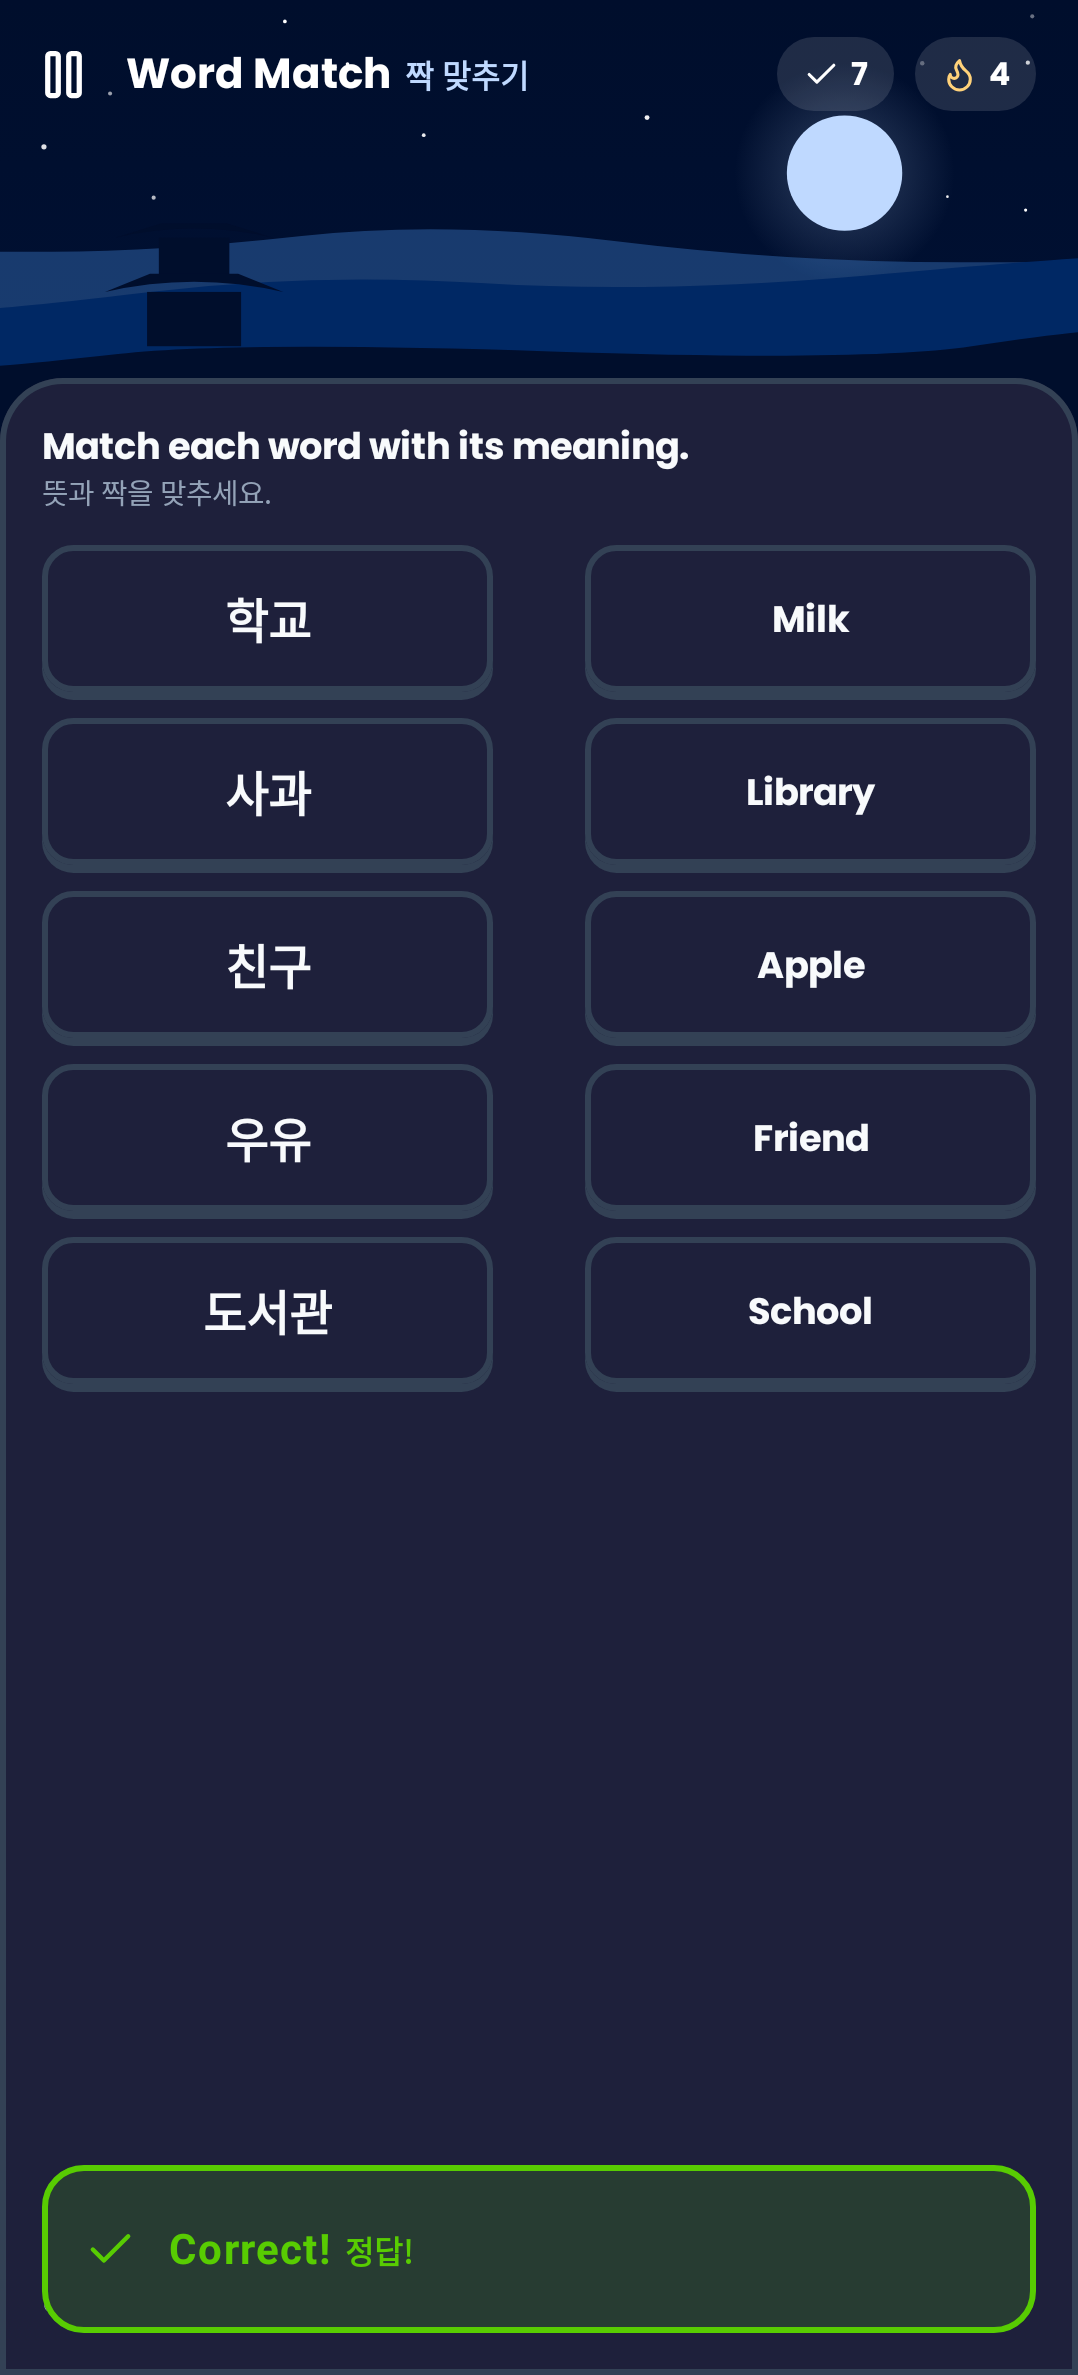 Word Match 짝 맞추기
7
4
Match each word with its meaning.
뜻과 짝을 맞추세요.
학교
Milk
사과
Library
친구
Apple
우유
Friend
도서관
School
Correct! 정답!